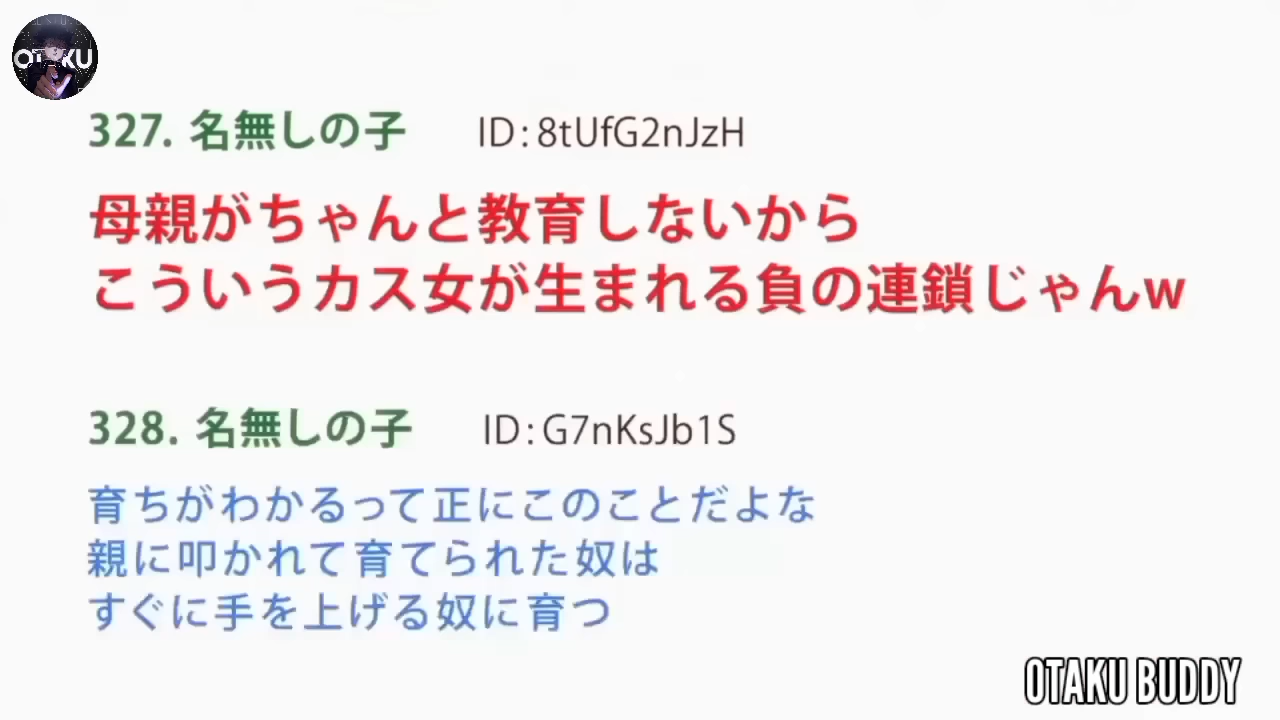 OTAKU
327. 名無しの子 ID:8tUfG2nJzH
母親がちゃんと教育しないから
こういうカス女が生まれる負の連鎖じゃんw
328. 名無しの子 ID:G7nKsJb1S
育ちがわかるって正にこのことだよな
親に叩かれて育てられた奴は
すぐに手を上げる奴に育つ
OTAKU BUDDY